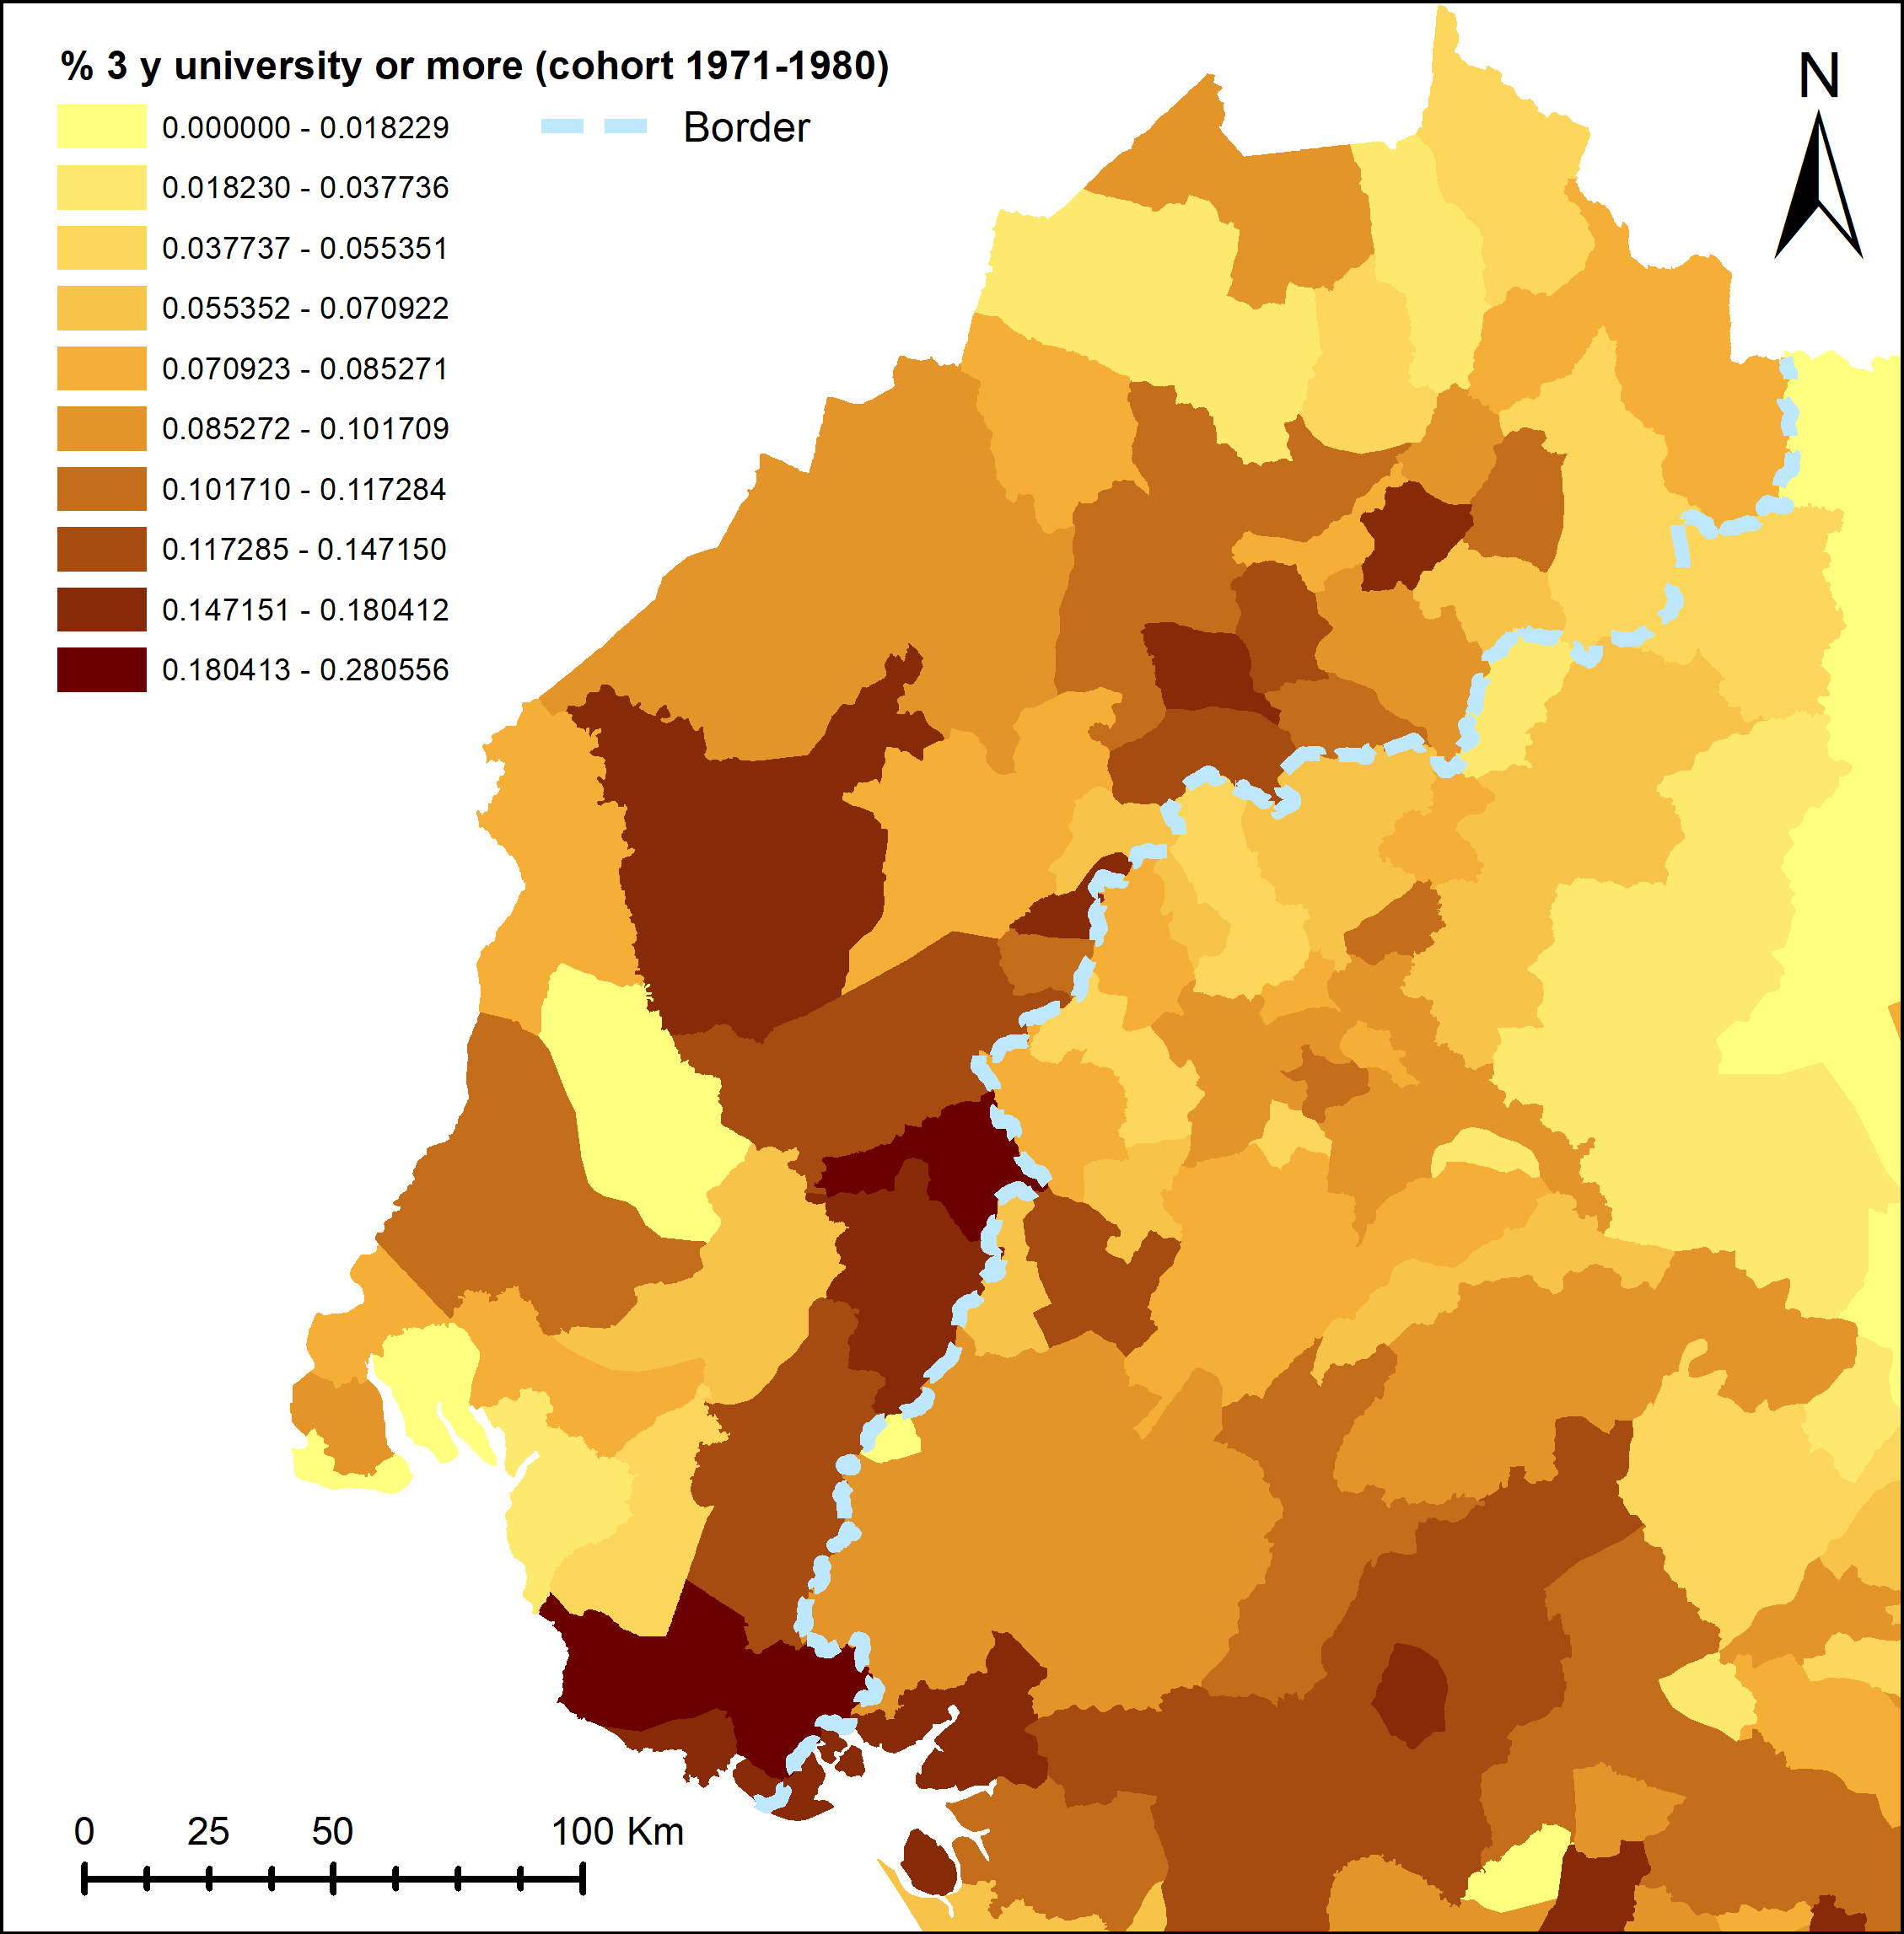 % 3 y university or more (cohort 1971-1980)
0.000000 - 0.018229
Border
0.018230 - 0.037736
0.037737 - 0.055351
0.055352 - 0.070922
0.070923 - 0.085271
0.085272 - 0.101709
0.101710 - 0.117284
0.117285 - 0.147150
0.147151 - 0.180412
0.180413 - 0.280556
N
0 25 50 100 Km